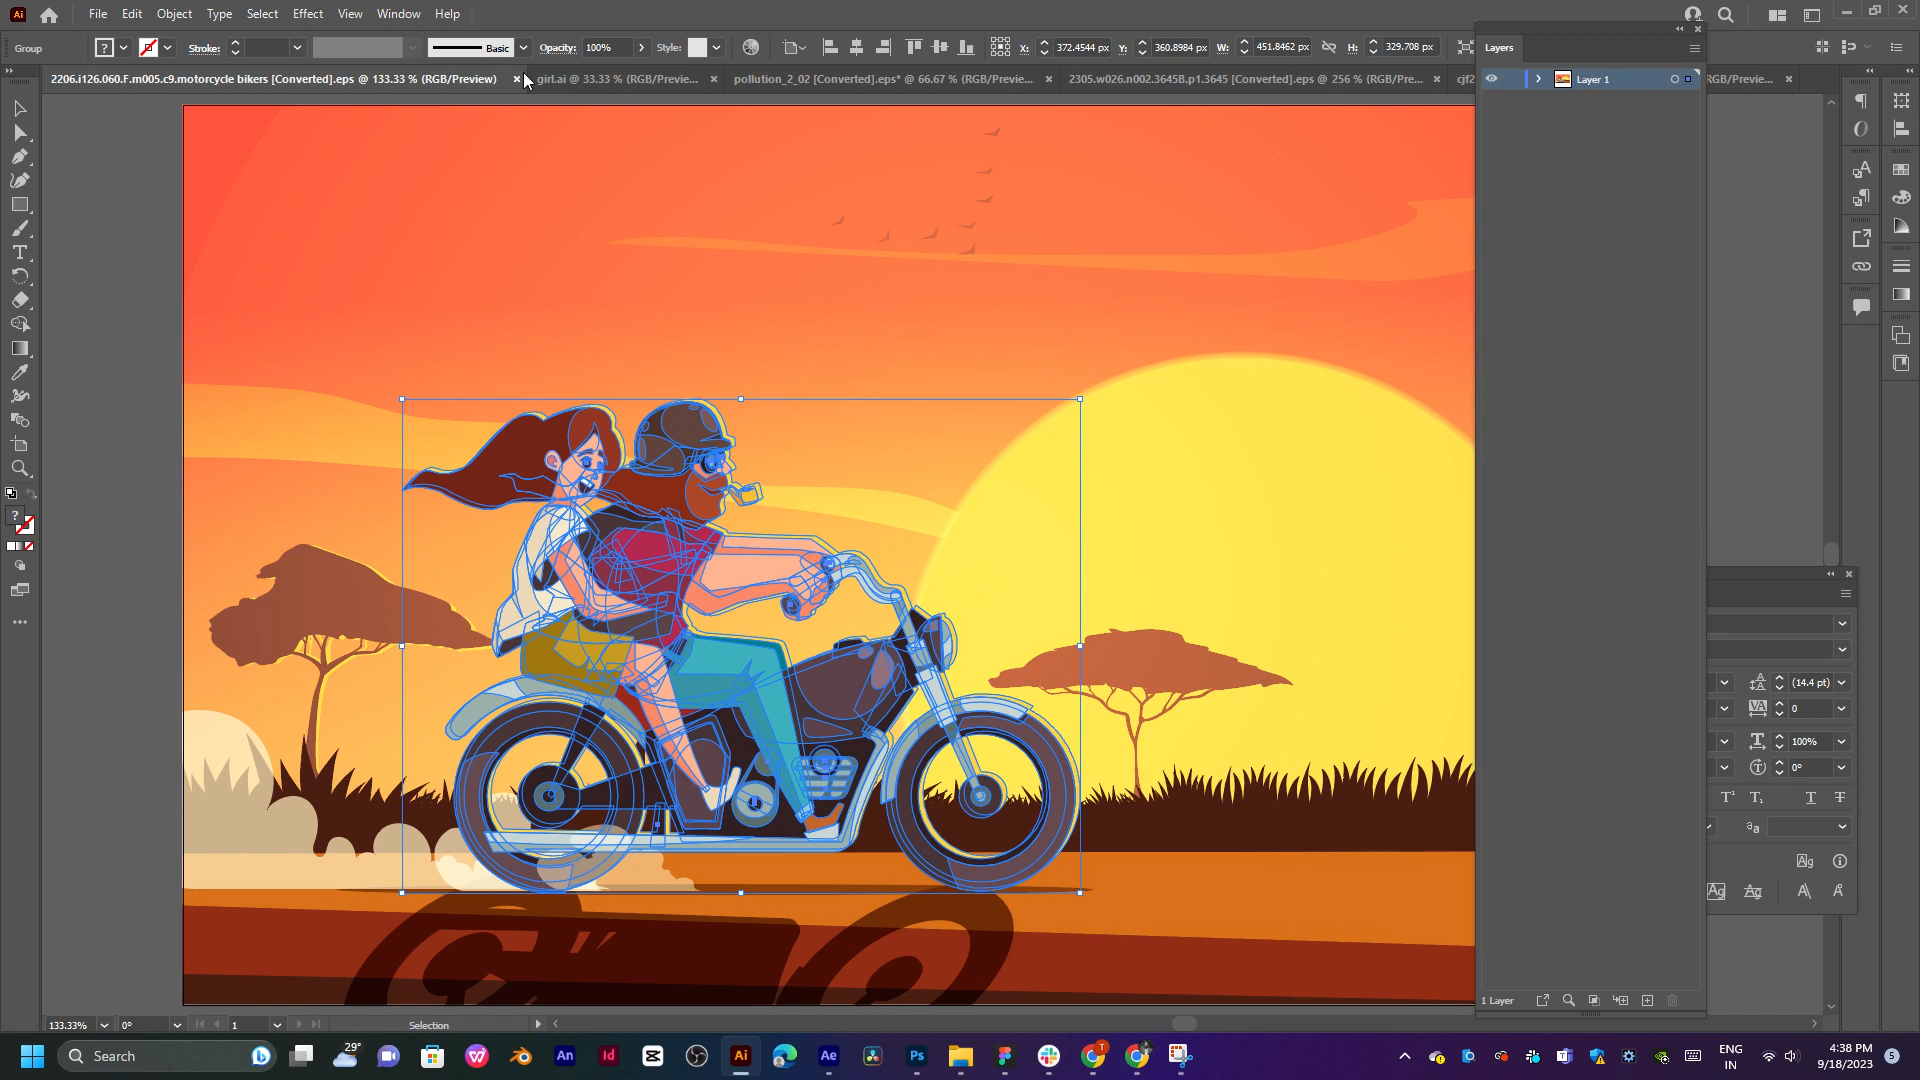 Ai File Edit Object Type Select Effect View Window Help
Group ? Stroke: Basic Opacity: 100% Style: X: 372.4544 px Y: 360.8984 px W: 451.8462 px H: 329.708 px
2206.i126.060.F.m005.c9.motorcycle bikers [Converted].eps @ 133.33 % (RGB/Preview) × girl.ai @ 33.33 % (RGB/Previe... × pollution_2_02 [Converted].eps* @ 66.67 % (RGB/Previe... × 2305.w026.n002.3645B.p1.3645 [Converted].eps @ 256 % (RGB/Pre... × cjf2 RGB/Previe... ×
Layers
Layer 1
(14.4 pt)
0
100%
0°
1 Layer
133.33% 0° 1 Selection
Search 29° An Id Ai Ae Ps T ENG IN 4:38 PM 9/18/2023 5